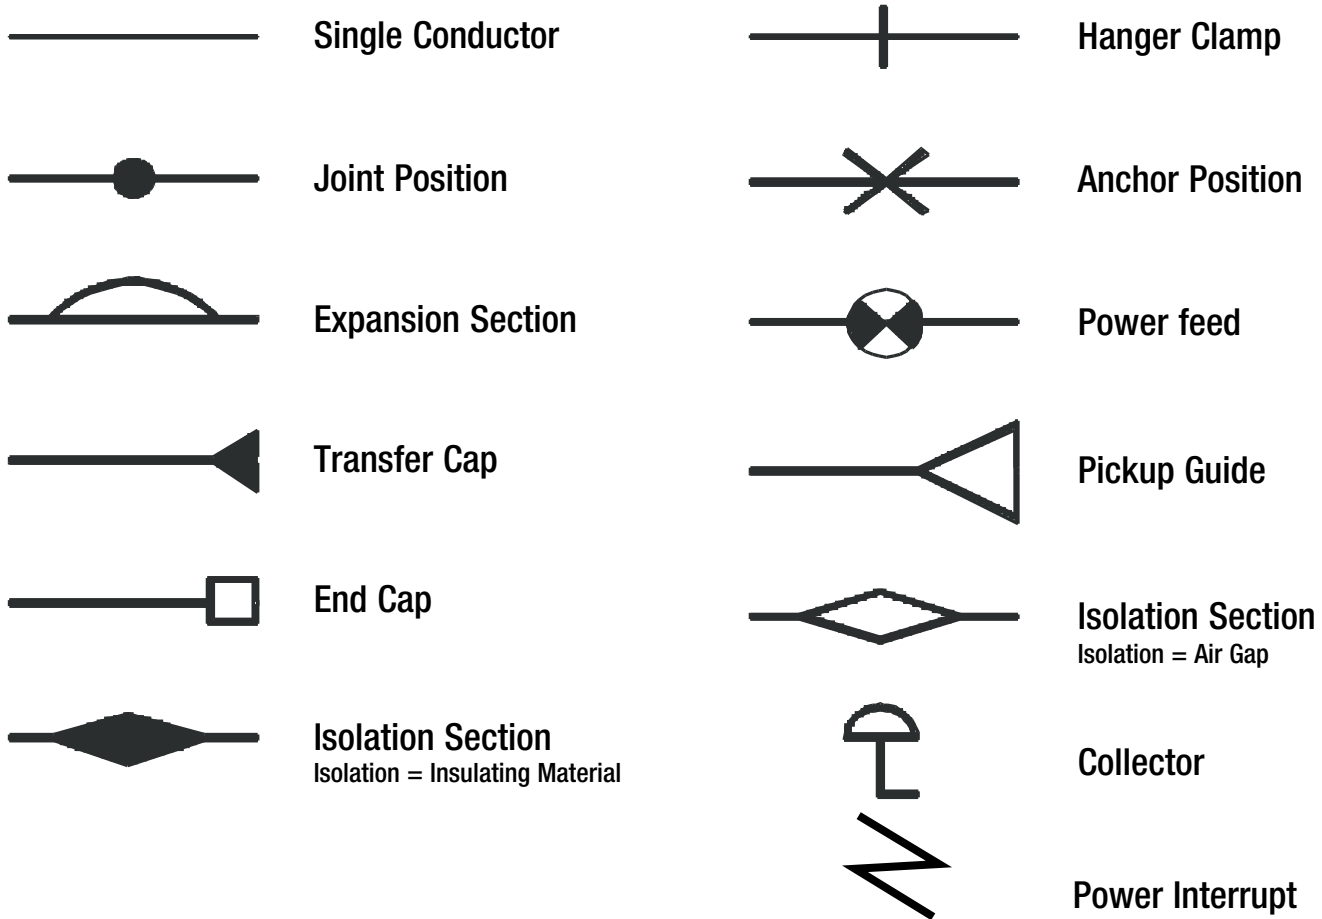 Single Conductor
Hanger Clamp
Joint Position
Anchor Position
Expansion Section
Power feed
Transfer Cap
Pickup Guide
End Cap
Isolation Section
Isolation = Air Gap
Isolation Section
Isolation = Insulating Material
Collector
Power Interrupt